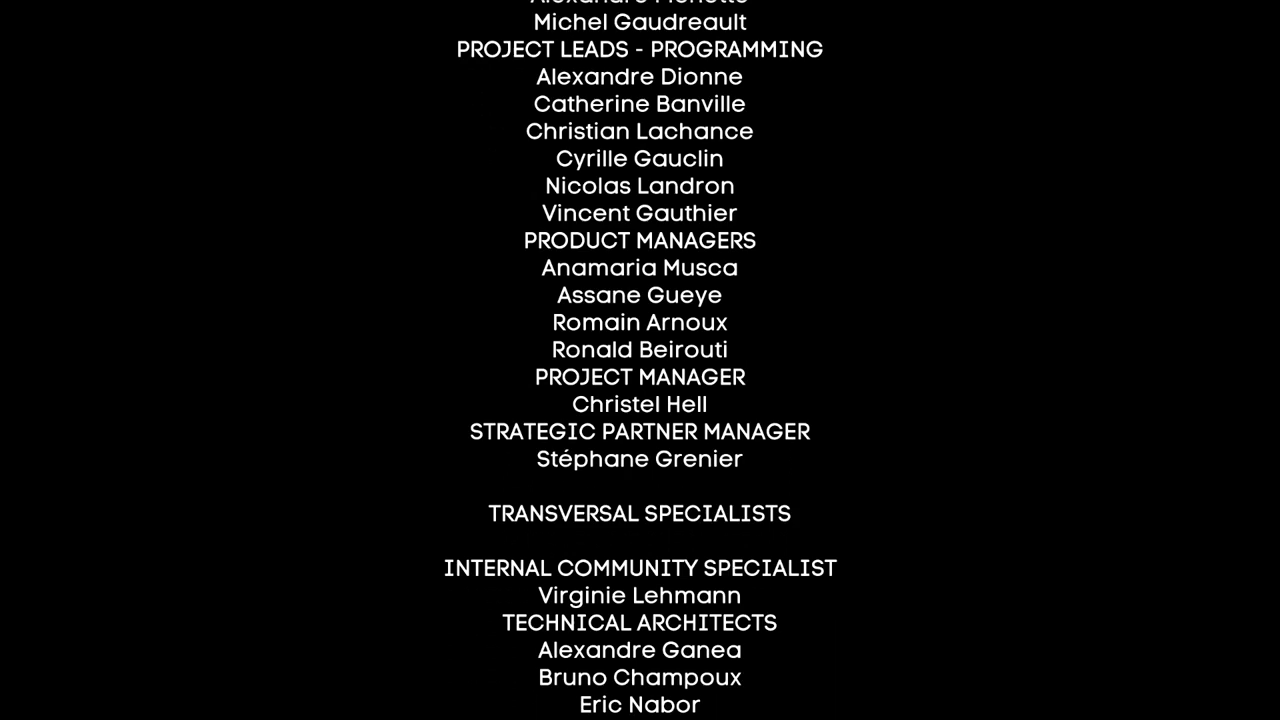 Michel Gaudreault
PROJECT LEADS - PROGRAMMING
Alexandre Dionne
Catherine Banville
Christian Lachance
Cyrille Gauclin
Nicolas Landron
Vincent Gauthier
PRODUCT MANAGERS
Anamaria Musca
Assane Gueye
Romain Arnoux
Ronald Beirouti
PROJECT MANAGER
Christel Hell
STRATEGIC PARTNER MANAGER
Stéphane Grenier
TRANSVERSAL SPECIALISTS
INTERNAL COMMUNITY SPECIALIST
Virginie Lehmann
TECHNICAL ARCHITECTS
Alexandre Ganea
Bruno Champoux
Eric Nabor